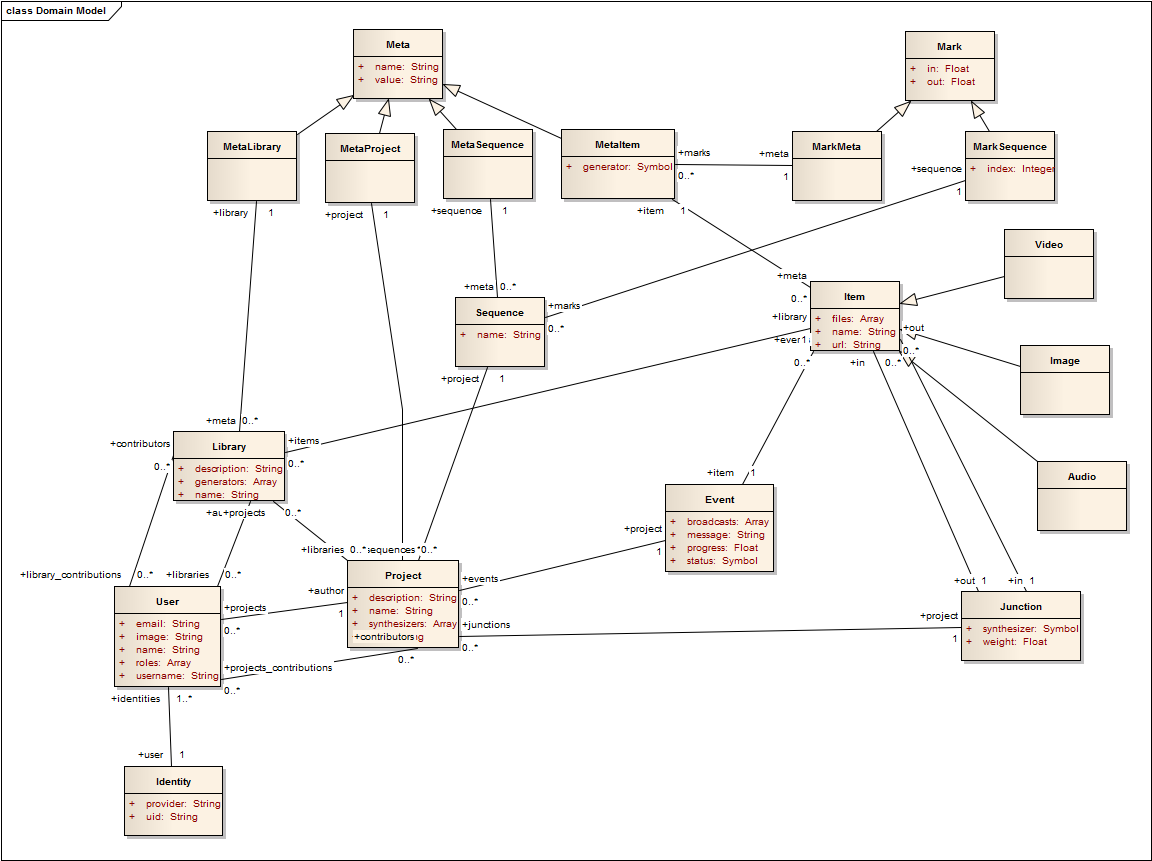 class Domain Model
Meta
+ name: String
+ value: String
Mark
+ in: Float
+ out: Float
MetaLibrary
MetaProject
MetaSequence
MetaItem
+ generator: Symbol
MarkMeta
MarkSequence
+ index: Integer
+marks
0..*
+meta
1
+sequence
1
+library 1
+project 1
+sequence 1
+item 1
Video
+meta
0..*
Item
+ files: Array
+ name: String
+ url: String
+meta 0..*
Sequence
+ name: String
+marks
0..*
+library
1
0..*
+out
0..*
+in 0..*
Image
+project 1
Audio
+meta 0..*
+contributors
0..*
Library
+ description: String
+ generators: Array
+ name: String
+items
0..*
+projects 0..*
+item 1
Event
+ broadcasts: Array
+ message: String
+ progress: Float
+ status: Symbol
+project
1
+libraries 0..*
0..*
+library_contributions 0..*
+libraries 0..*
User
+ email: String
+ image: String
+ name: String
+ roles: Array
+ username: String
+projects
0..*
+author
1
Project
+ description: String
+ name: String
+ synthesizers: Array
+contributors
0..*
+events
0..*
+junctions
0..*
+out 1
+in 1
Junction
+ synthesizer: Symbol
+ weight: Float
+project
1
+projects_contributions
0..*
+identities 1..*
+user 1
Identity
+ provider: String
+ uid: String